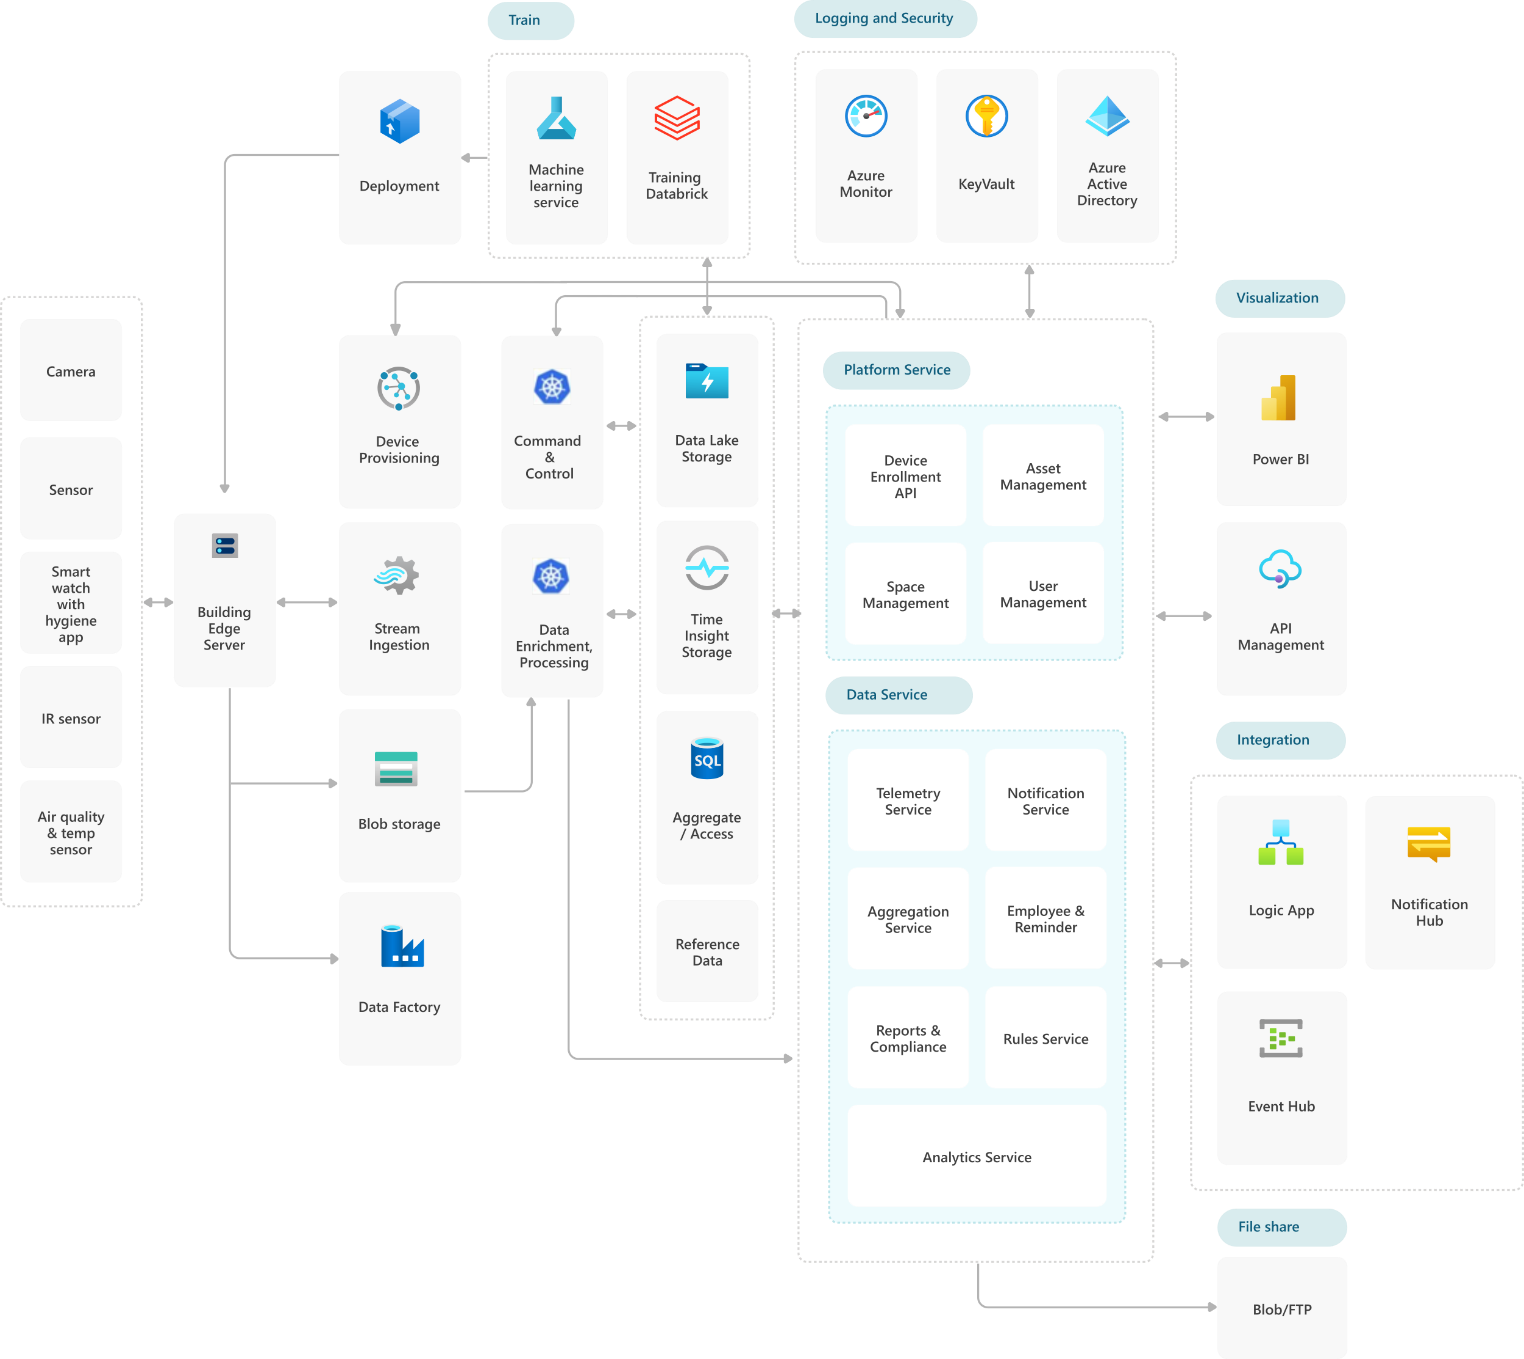 Train
Logging and Security
Deployment
Machine
learning
service
Training
Databrick
Azure
Monitor
KeyVault
Azure
Active
Directory
Camera
Sensor
Smart
watch
with
hygiene
app
IR sensor
Air quality
& temp
sensor
Building
Edge
Server
Device
Provisioning
Stream
Ingestion
Blob storage
Data Factory
Command
&
Control
Data
Enrichment,
Processing
Data Lake
Storage
Time
Insight
Storage
SQL
Aggregate
/ Access
Reference
Data
Platform Service
Device
Enrollment
API
Asset
Management
Space
Management
User
Management
Data Service
Telemetry
Service
Notification
Service
Aggregation
Service
Employee &
Reminder
Reports &
Compliance
Rules Service
Analytics Service
Visualization
Power BI
API
Management
Integration
Logic App
Notification
Hub
Event Hub
File share
Blob/FTP